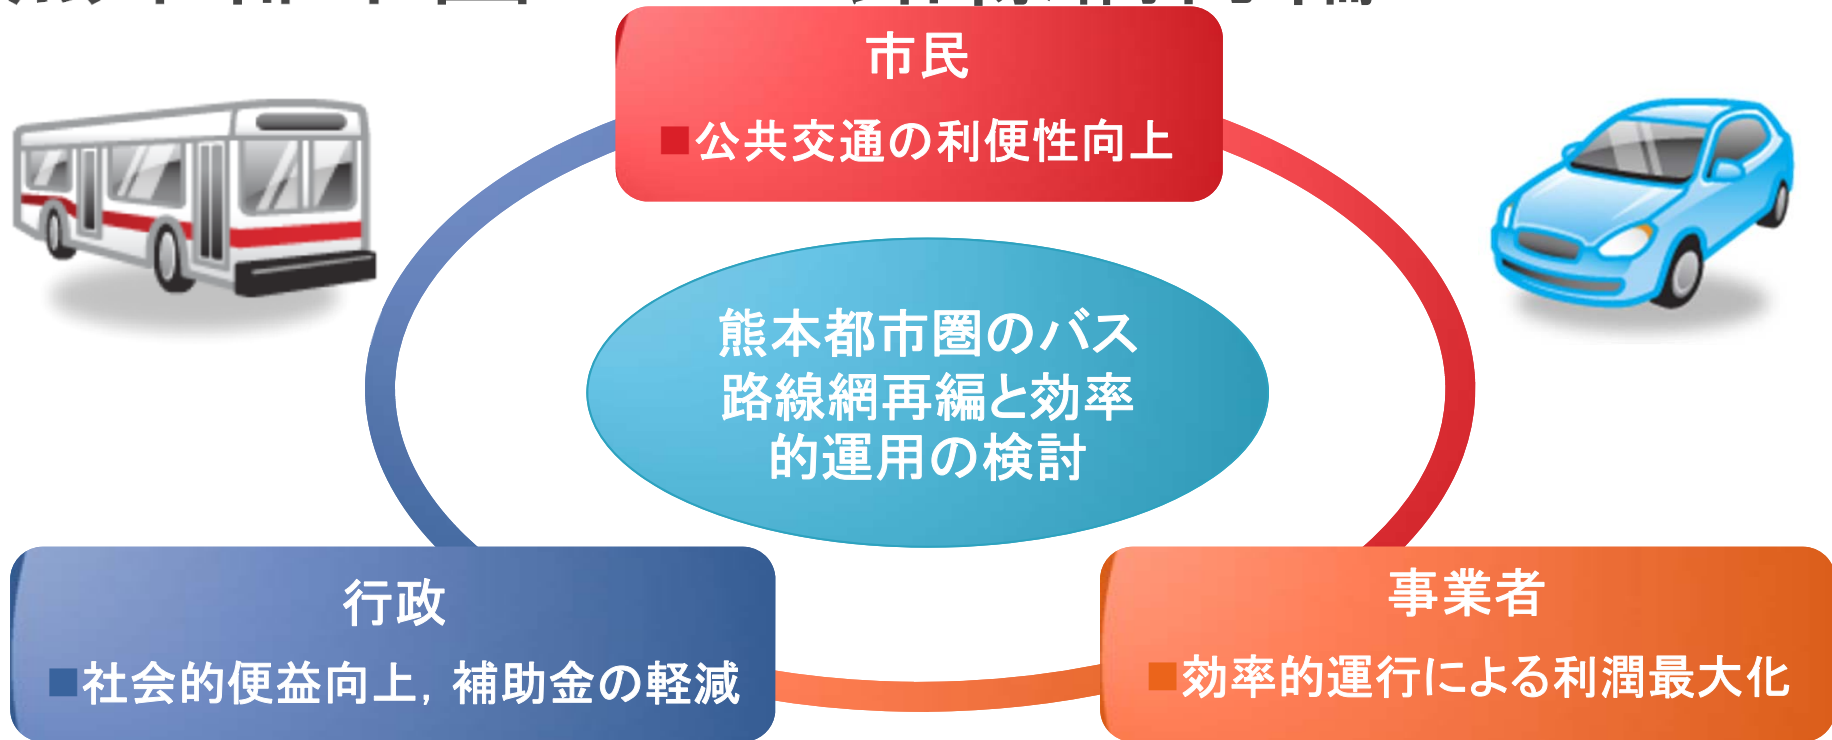 市民
■公共交通の利便性向上
熊本都市圏のバス
路線網再編と効率
的運用の検討
行政
■社会的便益向上，補助金の軽減
事業者
■効率的運行による利潤最大化